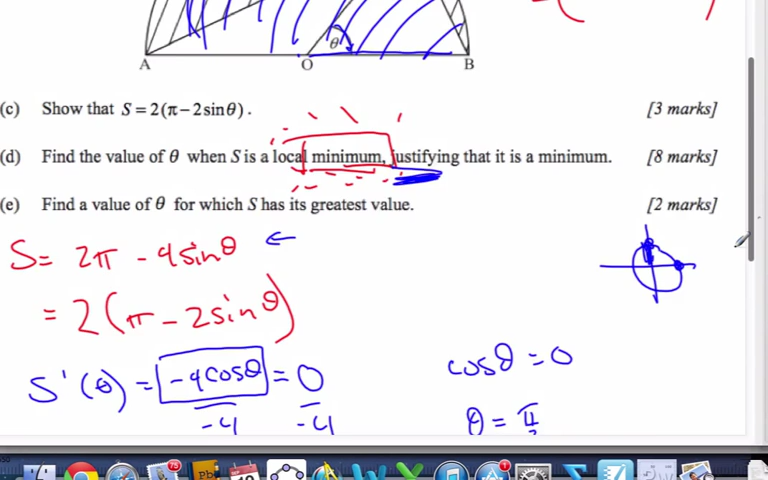 θ
A O B
(c) Show that S = 2(π − 2 sin θ). [3 marks]
(d) Find the value of θ when S is a local minimum, justifying that it is a minimum. [8 marks]
(e) Find a value of θ for which S has its greatest value. [2 marks]
S = 2π - 4sinθ ←
= 2(π - 2sinθ)
S'(θ) = -4cosθ = 0
-4 -4
cosθ = 0
θ = π